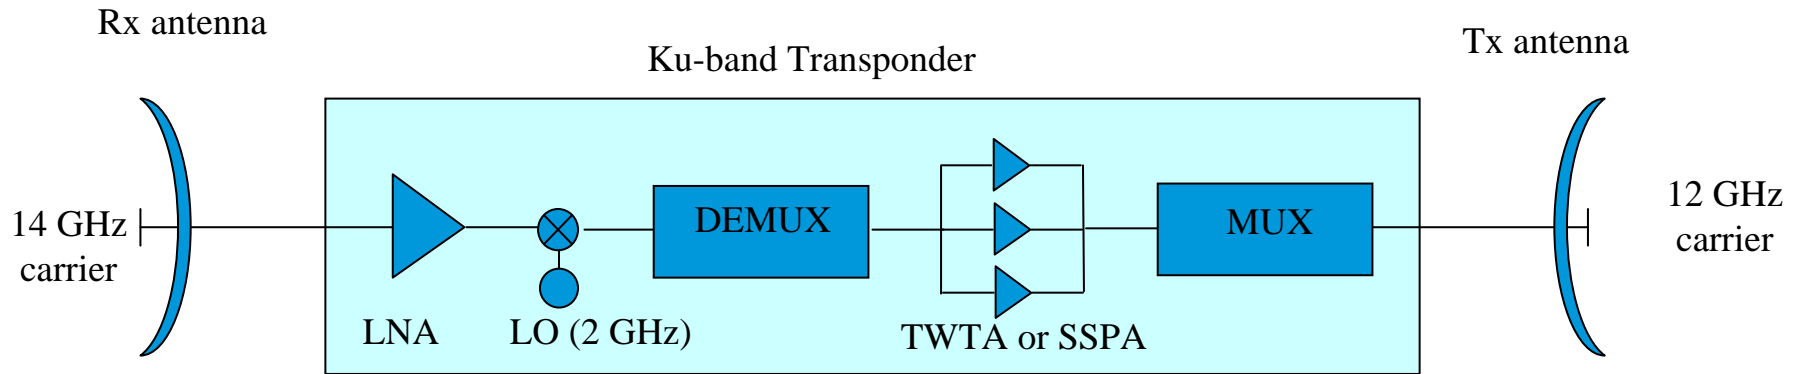 Rx antenna
Tx antenna
Ku-band Transponder
14 GHz
carrier
DEMUX
MUX
12 GHz
carrier
LNA
LO (2 GHz)
TWTA or SSPA